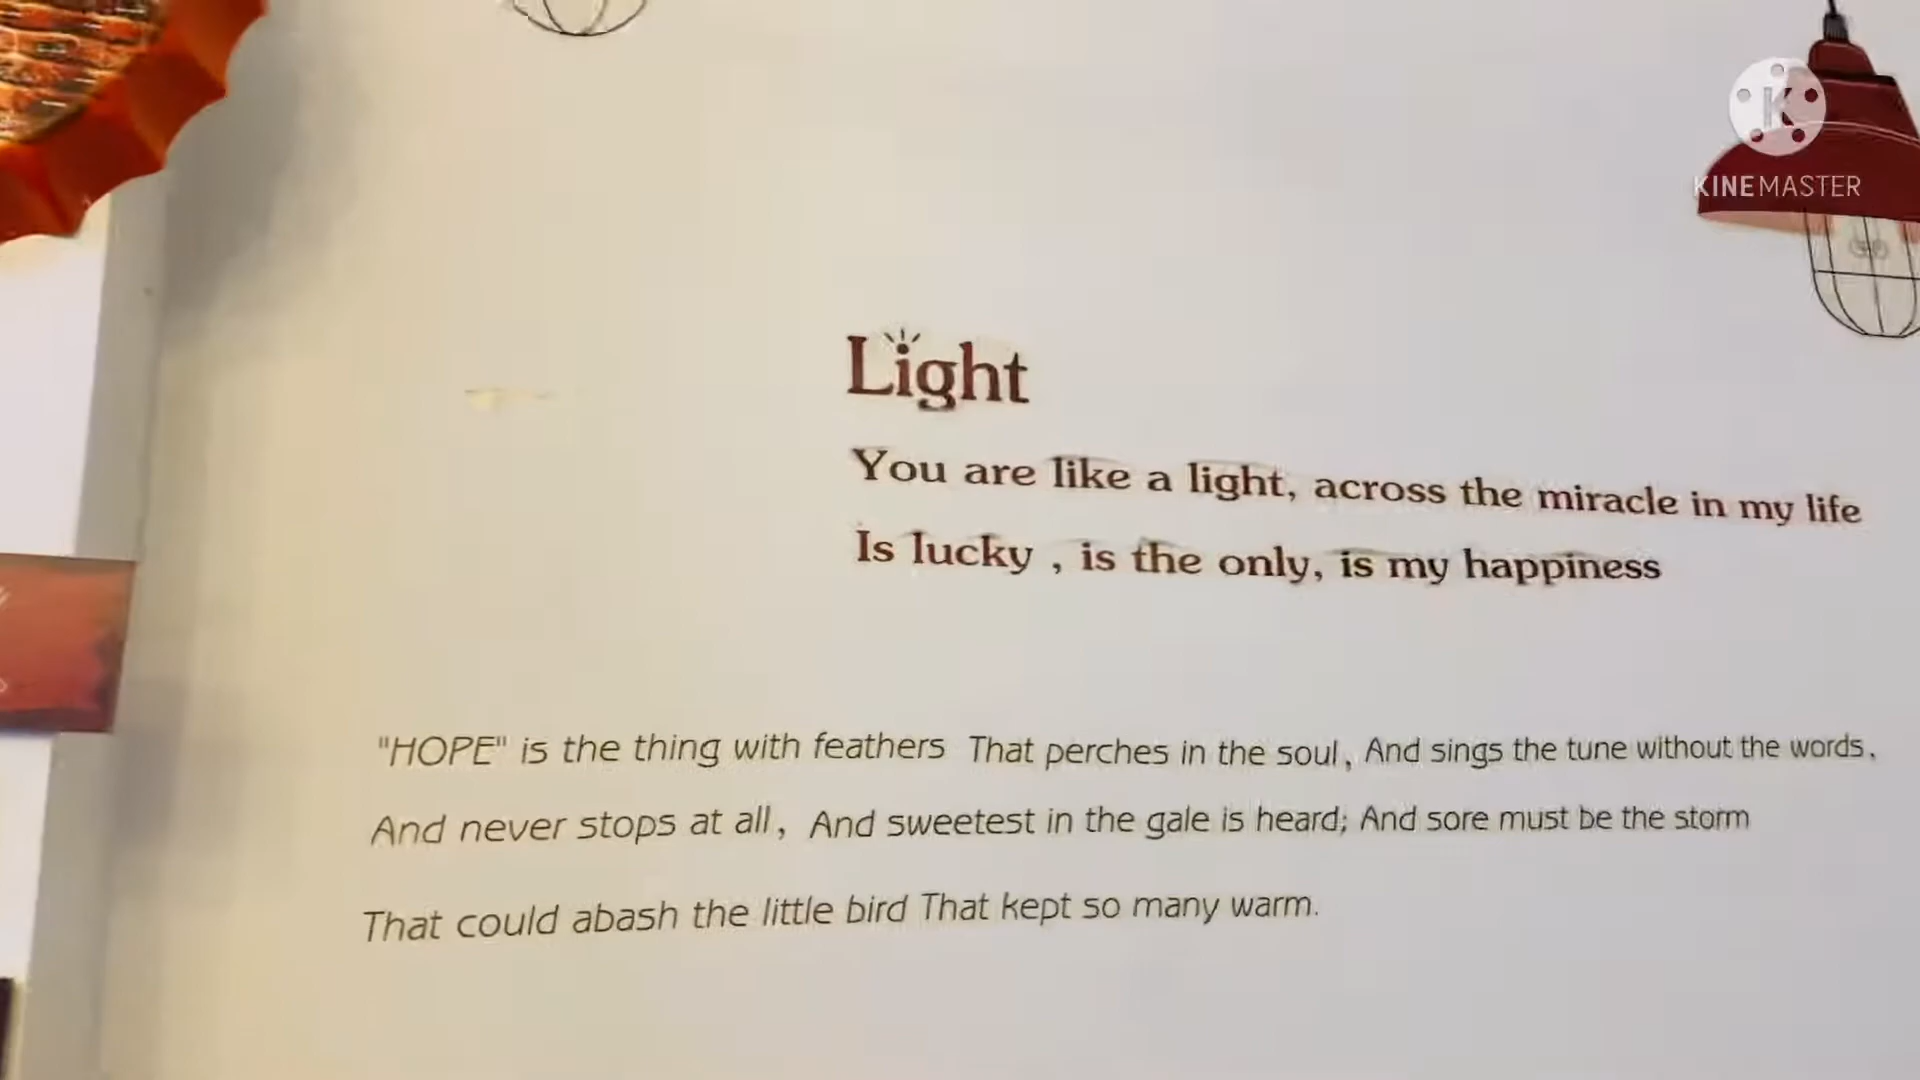 KINEMASTER
Light
You are like a light, across the miracle in my life
Is lucky , is the only, is my happiness
"HOPE" is the thing with feathers That perches in the soul, And sings the tune without the words,
And never stops at all, And sweetest in the gale is heard; And sore must be the storm
That could abash the little bird That kept so many warm.